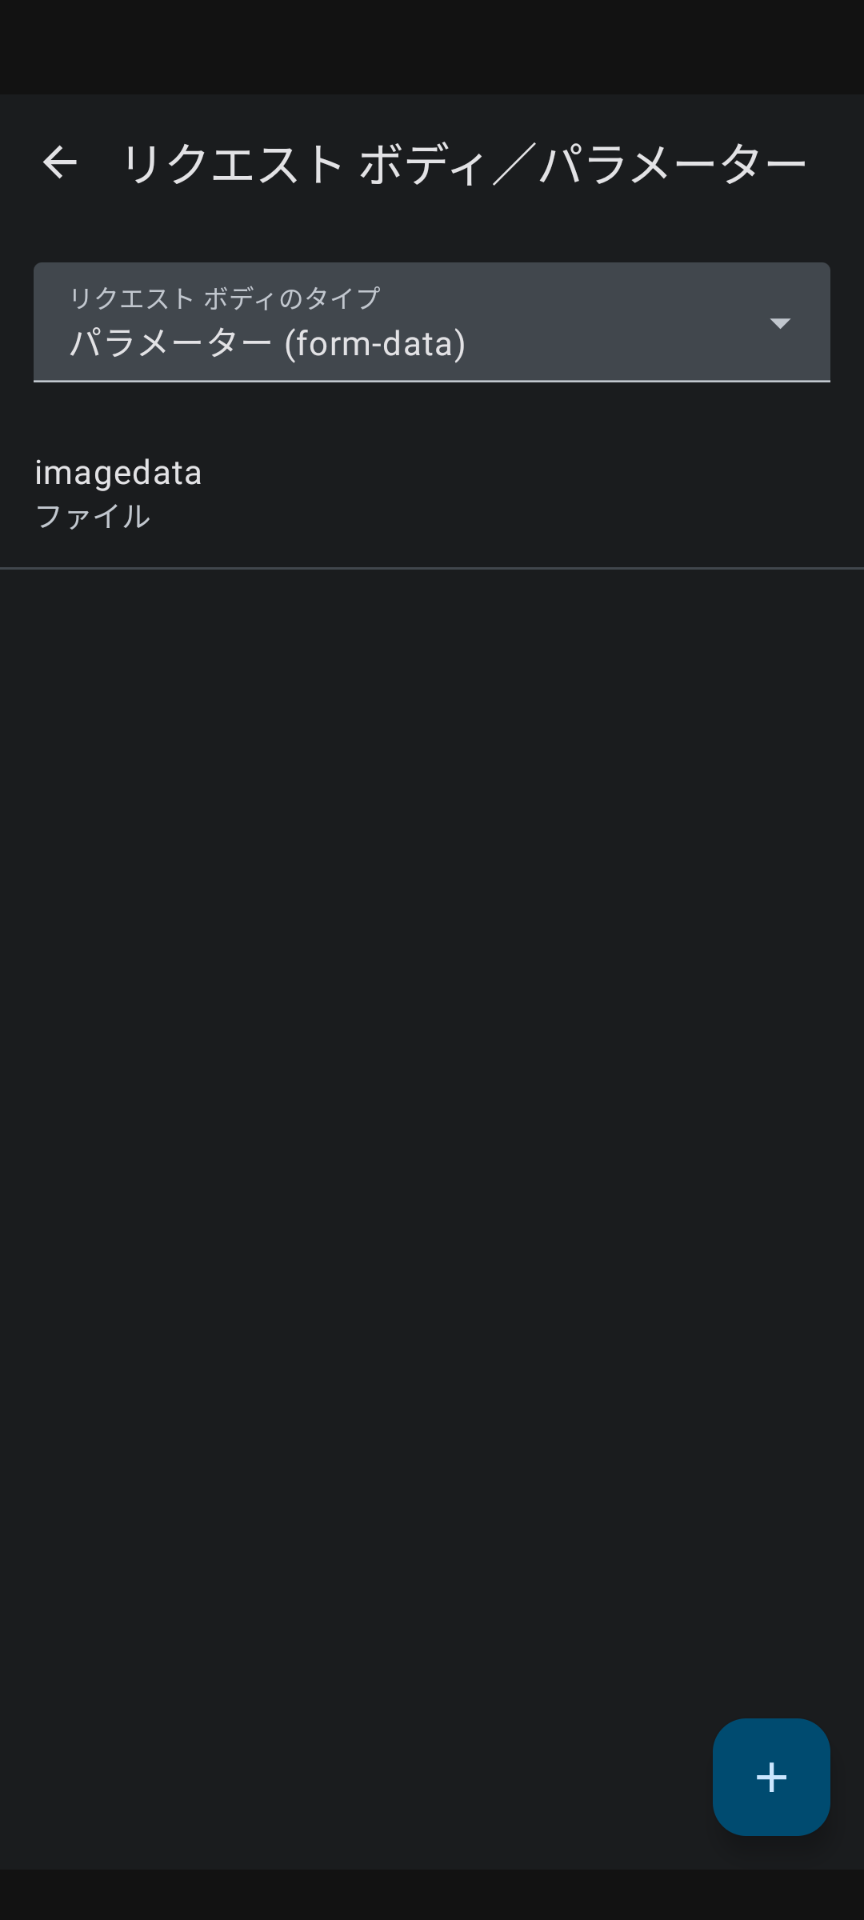 リクエスト ボディ／パラメーター
リクエスト ボディのタイプ
パラメーター (form-data)
imagedata
ファイル